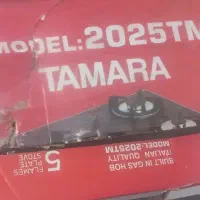 MODEL:2025TM
TAMARA
5
FLAMES
PLATE
STOVE
BUILT IN GAS HOB
ITALIAN QUALITY
MODEL:2025TM